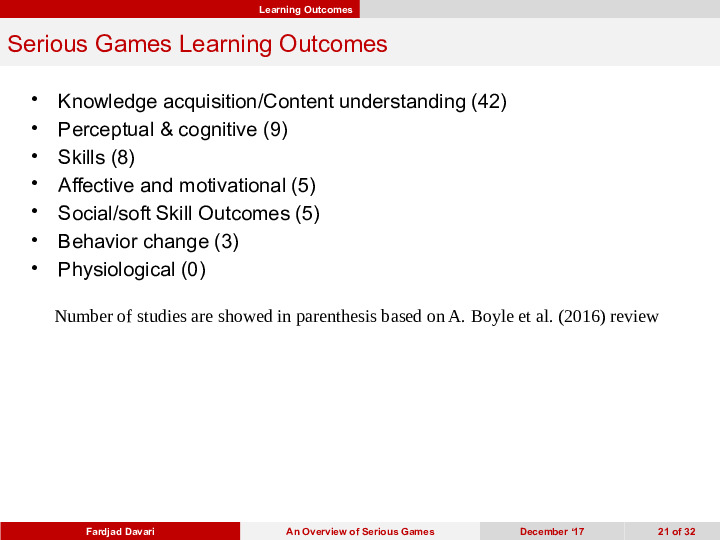 Learning Outcomes
Serious Games Learning Outcomes
• Knowledge acquisition/Content understanding (42)
• Perceptual & cognitive (9)
• Skills (8)
• Affective and motivational (5)
• Social/soft Skill Outcomes (5)
• Behavior change (3)
• Physiological (0)
Number of studies are showed in parenthesis based on A. Boyle et al. (2016) review
Fardjad Davari An Overview of Serious Games December ‘17 21 of 32